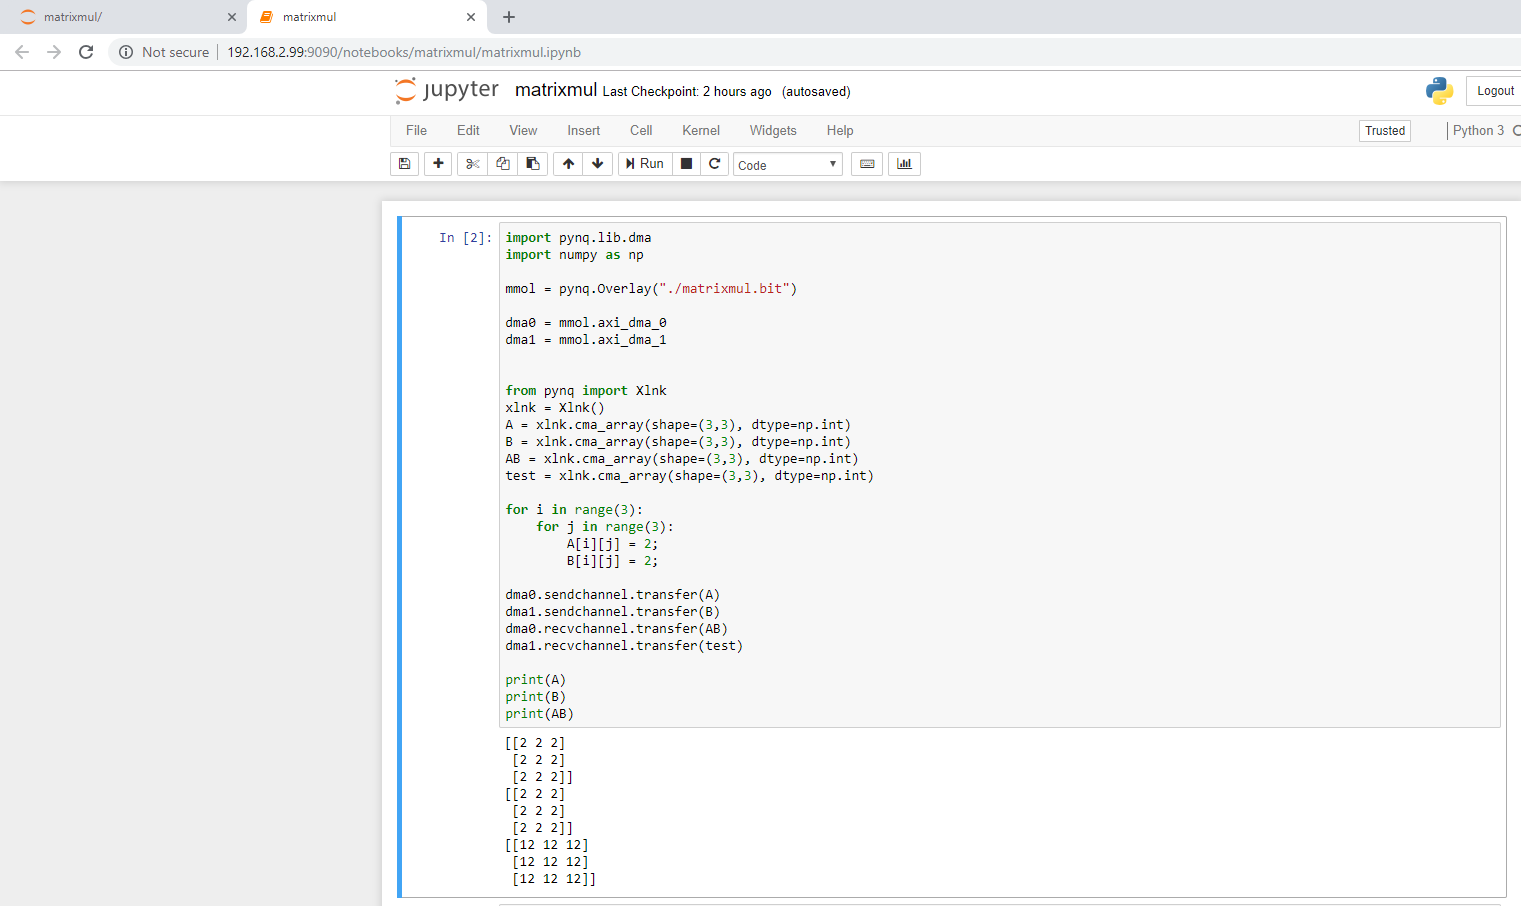 matrixmul/
matrixmul
Not secure 192.168.2.99:9090/notebooks/matrixmul/matrixmul.ipynb
jupyter matrixmul Last Checkpoint: 2 hours ago (autosaved) Logout
File Edit View Insert Cell Kernel Widgets Help Trusted Python 3
Run Code
In [2]: import pynq.lib.dma
import numpy as np
mmol = pynq.Overlay("./matrixmul.bit")
dma0 = mmol.axi_dma_0
dma1 = mmol.axi_dma_1
from pynq import Xlnk
xlnk = Xlnk()
A = xlnk.cma_array(shape=(3,3), dtype=np.int)
B = xlnk.cma_array(shape=(3,3), dtype=np.int)
AB = xlnk.cma_array(shape=(3,3), dtype=np.int)
test = xlnk.cma_array(shape=(3,3), dtype=np.int)
for i in range(3):
    for j in range(3):
        A[i][j] = 2;
        B[i][j] = 2;
dma0.sendchannel.transfer(A)
dma1.sendchannel.transfer(B)
dma0.recvchannel.transfer(AB)
dma1.recvchannel.transfer(test)
print(A)
print(B)
print(AB)
[[2 2 2]
 [2 2 2]
 [2 2 2]]
[[2 2 2]
 [2 2 2]
 [2 2 2]]
[[12 12 12]
 [12 12 12]
 [12 12 12]]